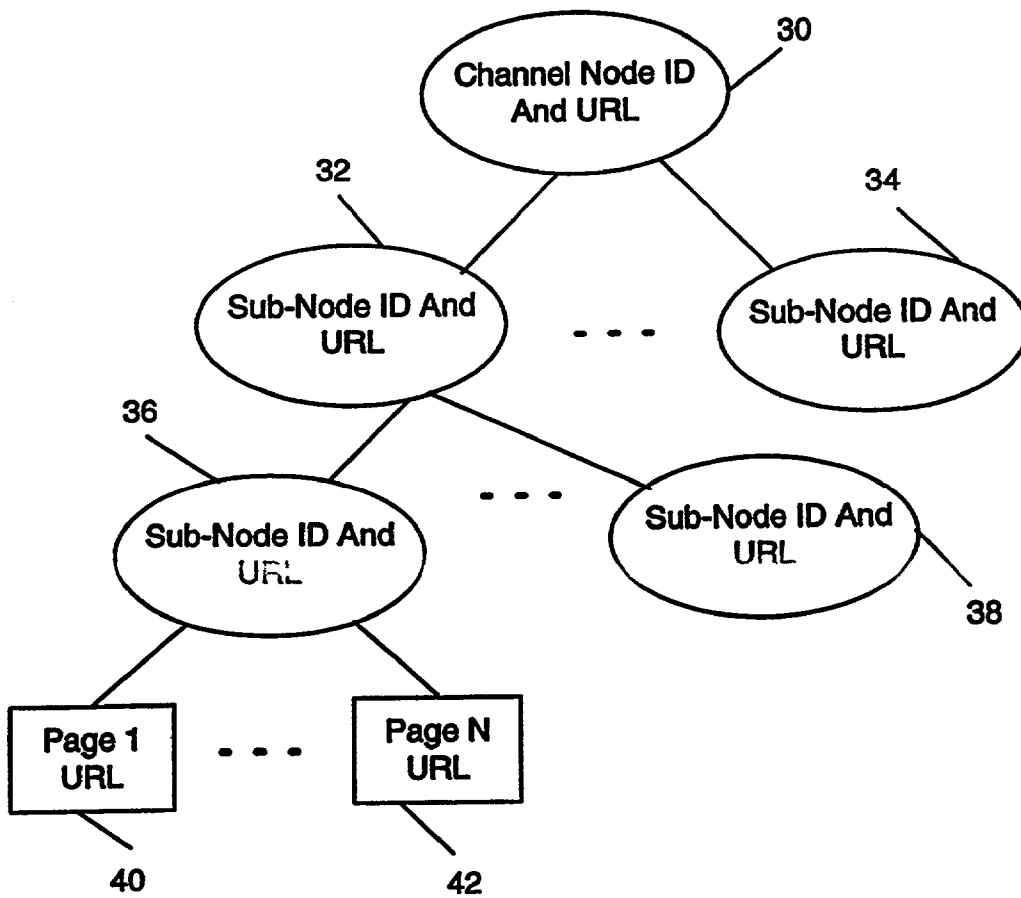 30
Channel Node ID
And URL
32
34
Sub-Node ID And
URL
Sub-Node ID And
URL
36
Sub-Node ID And
URL
Sub-Node ID And
URL
38
Page 1
URL
Page N
URL
40
42